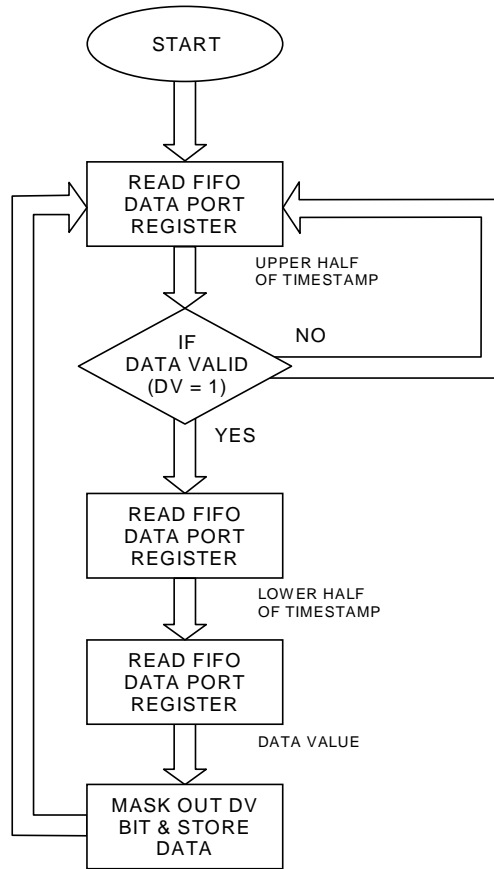 START
READ FIFO
DATA PORT
REGISTER
UPPER HALF
OF TIMESTAMP
IF
DATA VALID
(DV = 1)
NO
YES
READ FIFO
DATA PORT
REGISTER
LOWER HALF
OF TIMESTAMP
READ FIFO
DATA PORT
REGISTER
DATA VALUE
MASK OUT DV
BIT & STORE
DATA